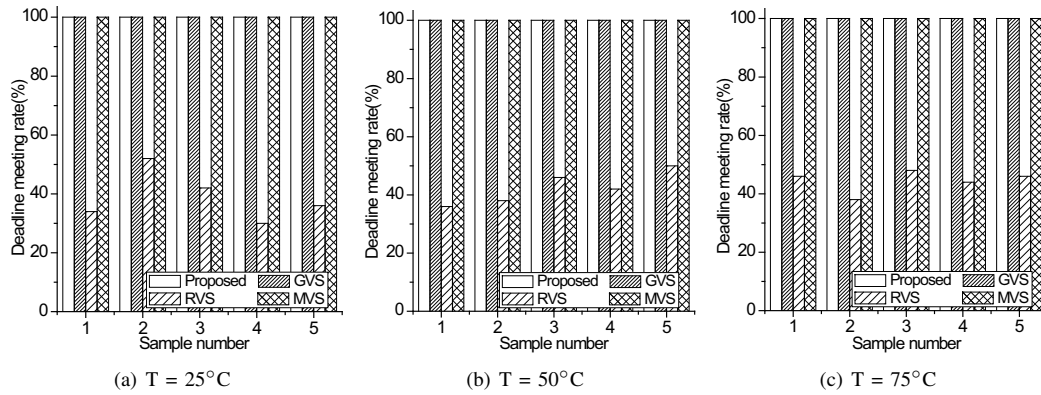 100
80
60
40
20
0
Deadline meeting rate(%)
Proposed
GVS
RVS
MVS
1 2 3 4 5
Sample number
(a) T = 25°C
100
80
60
40
20
0
Deadline meeting rate(%)
Proposed
GVS
RVS
MVS
1 2 3 4 5
Sample number
(b) T = 50°C
100
80
60
40
20
0
Deadline meeting rate(%)
Proposed
GVS
RVS
MVS
1 2 3 4 5
Sample number
(c) T = 75°C